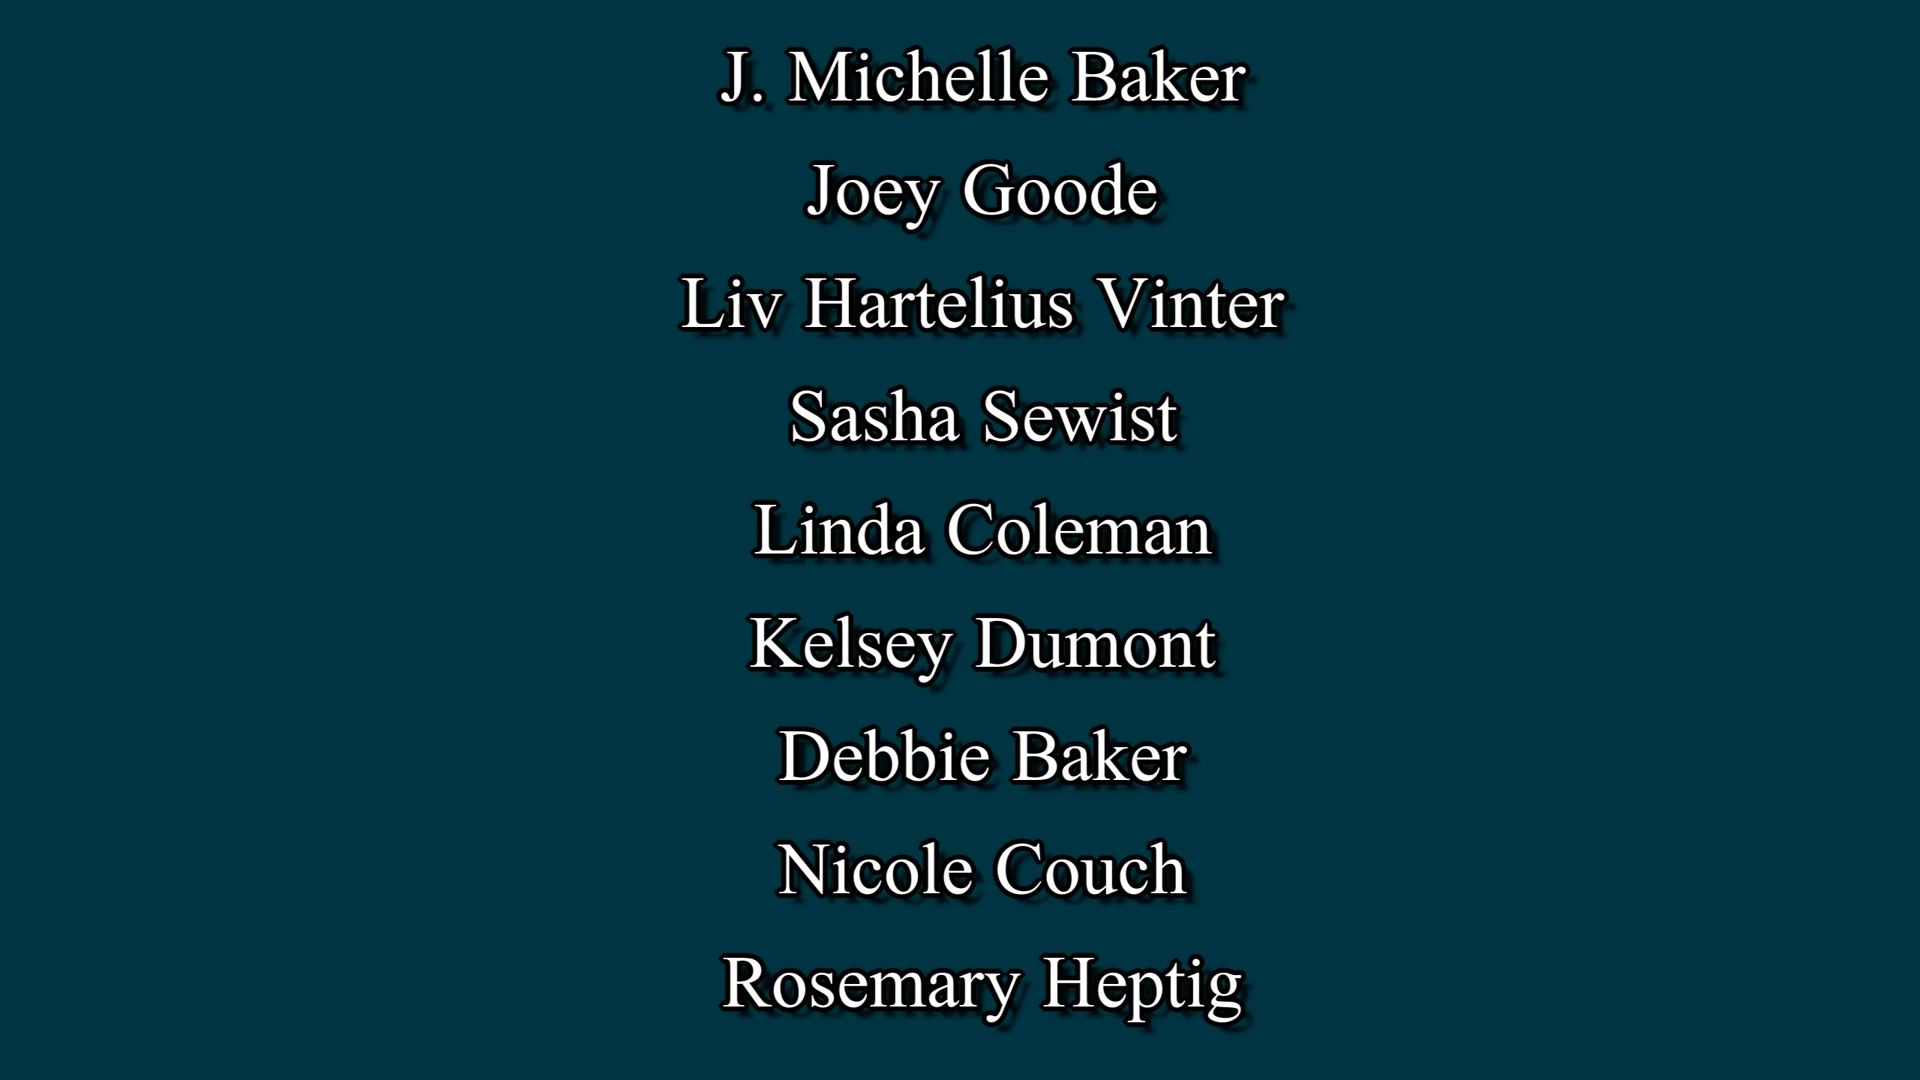 J. Michelle Baker
Joey Goode
Liv Hartelius Vinter
Sasha Sewist
Linda Coleman
Kelsey Dumont
Debbie Baker
Nicole Couch
Rosemary Heptig